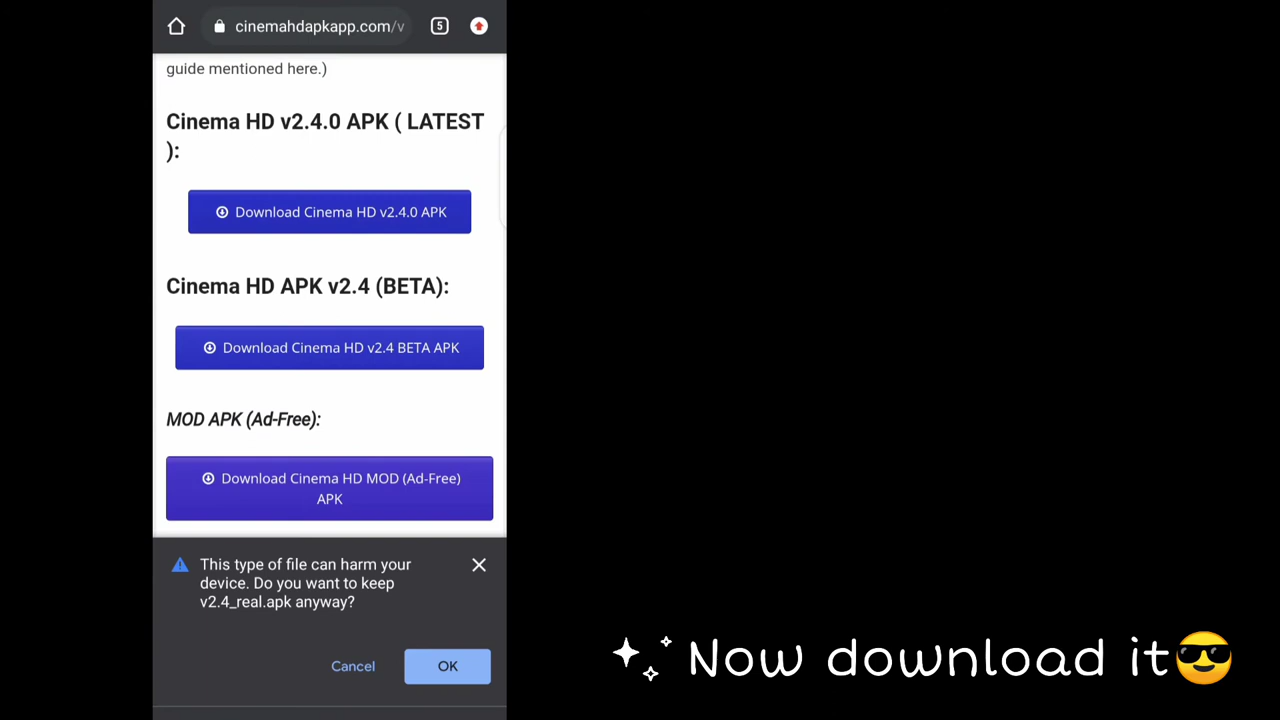 cinemahdapkapp.com/v
5
guide mentioned here.)
Cinema HD v2.4.0 APK ( LATEST
):
Download Cinema HD v2.4.0 APK
Cinema HD APK v2.4 (BETA):
Download Cinema HD v2.4 BETA APK
MOD APK (Ad-Free):
Download Cinema HD MOD (Ad-Free)
APK
This type of file can harm your
device. Do you want to keep
v2.4_real.apk anyway?
Cancel
OK
Now download it😎